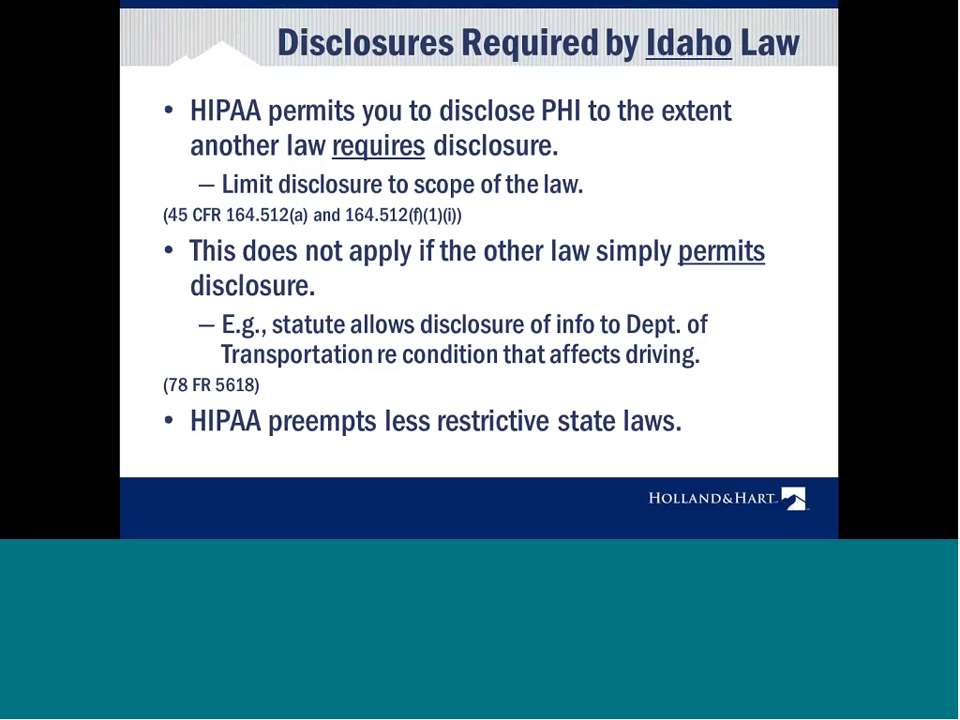 Disclosures Required by Idaho Law
• HIPAA permits you to disclose PHI to the extent
another law requires disclosure.
– Limit disclosure to scope of the law.
(45 CFR 164.512(a) and 164.512(f)(1)(i))
• This does not apply if the other law simply permits
disclosure.
– E.g., statute allows disclosure of info to Dept. of
Transportation re condition that affects driving.
(78 FR 5618)
• HIPAA preempts less restrictive state laws.
HOLLAND&HART